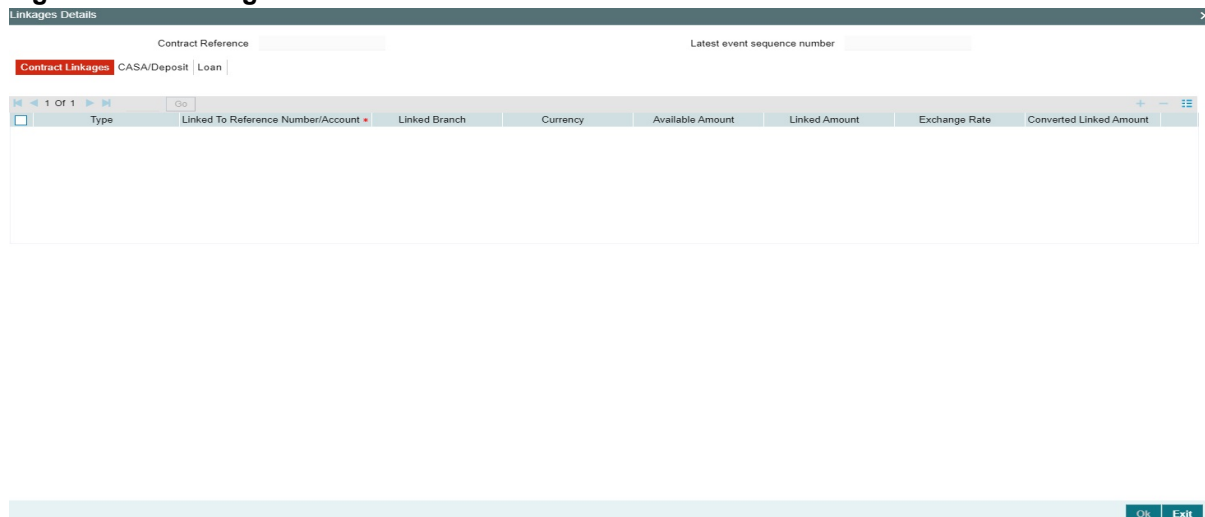 Linkages Details
Contract Reference Latest event sequence number
Contract Linkages CASA/Deposit Loan
1 Of 1 Go
Type Linked To Reference Number/Account * Linked Branch Currency Available Amount Linked Amount Exchange Rate Converted Linked Amount
Ok Exit